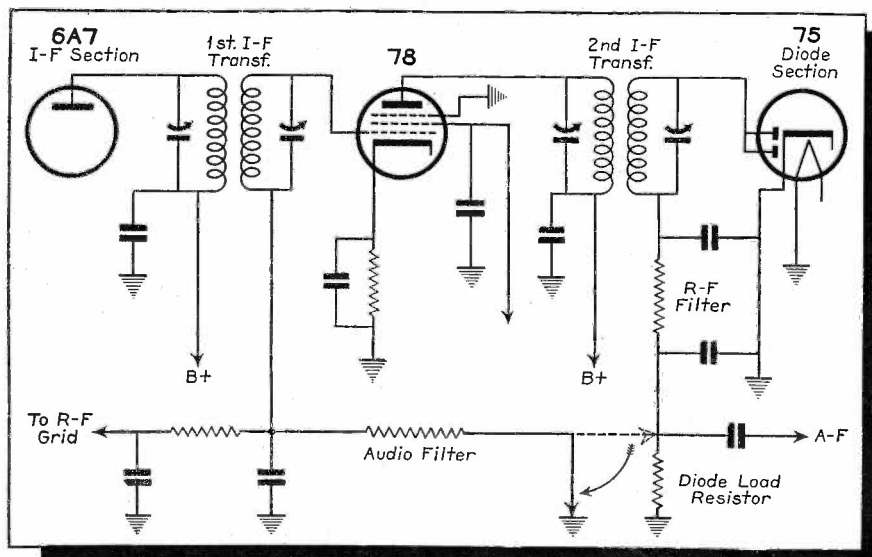 6A7
I-F Section
1st. I-F
Transf.
78
2nd I-F
Transf.
75
Diode
Section
R-F
Filter
B+
B+
To R-F
Grid
Audio Filter
A-F
Diode Load
Resistor